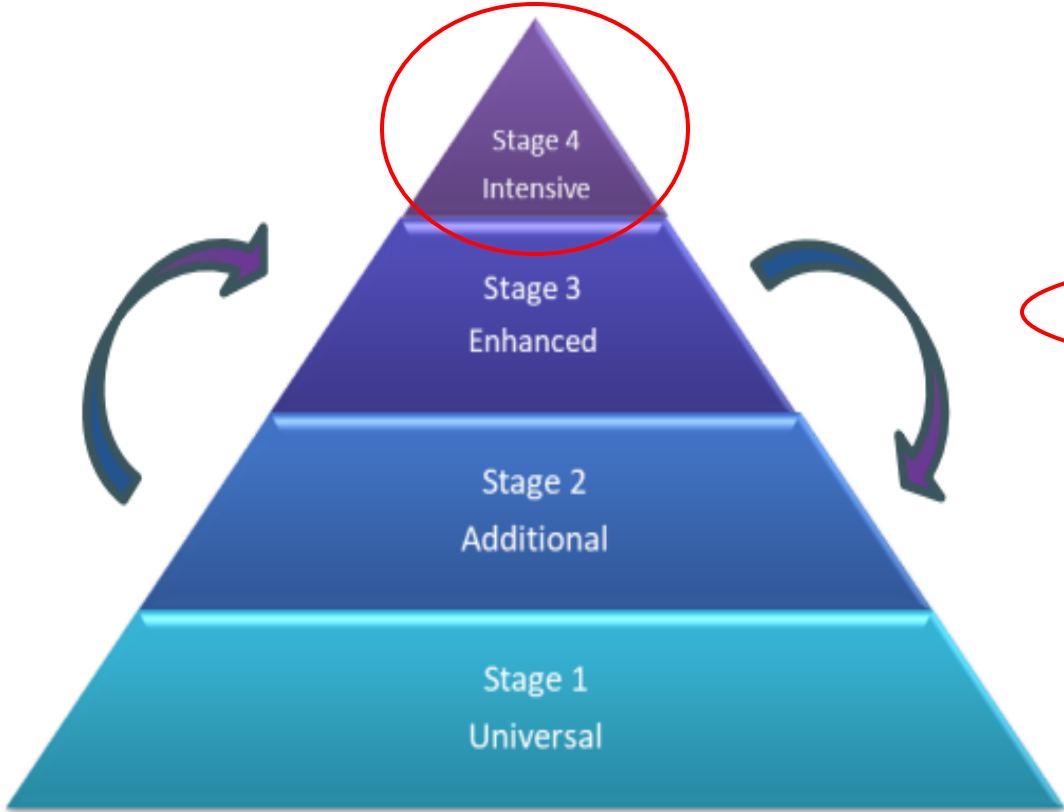 Stage 4
Intensive
Stage 3
Enhanced
Stage 2
Additional
Stage 1
Universal